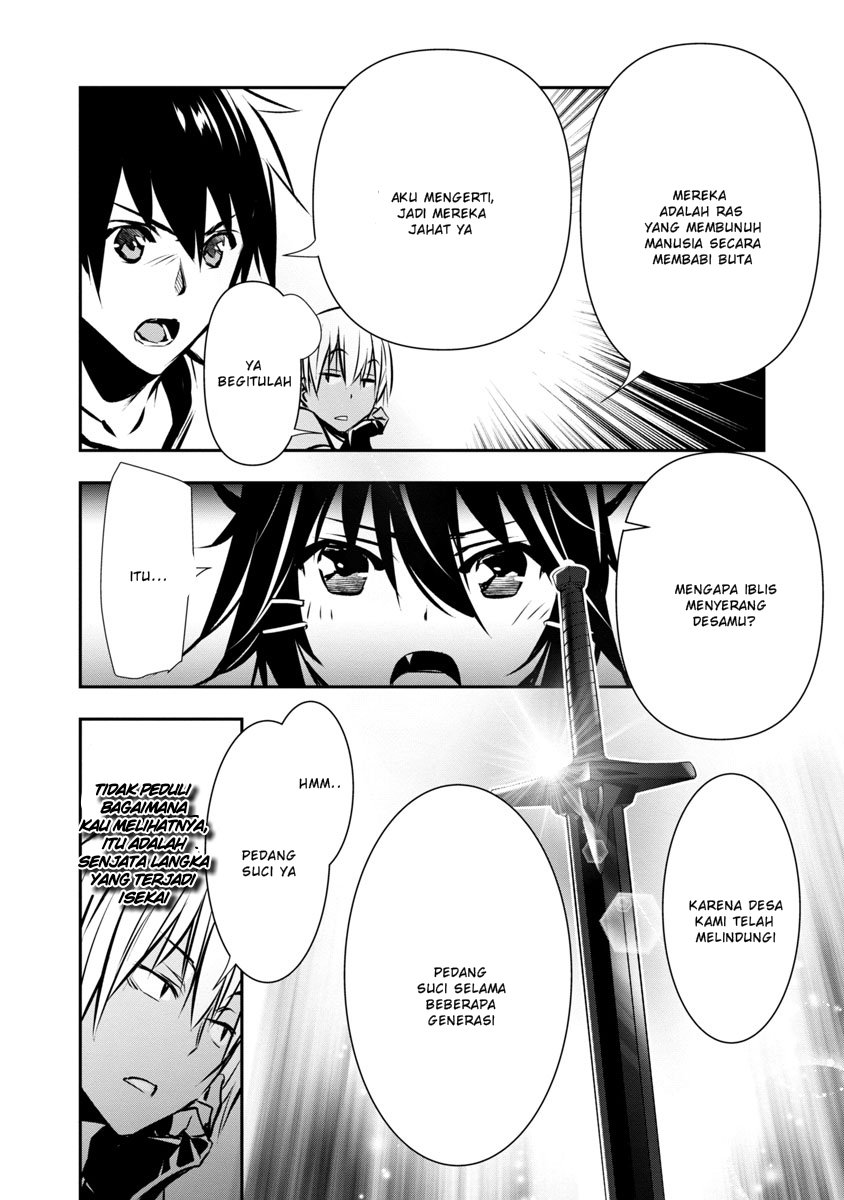 MEREKA
ADALAH RAS
YANG MEMBUNUH
MANUSIA SECARA
MEMBABI BUTA
AKU MENGERTI,
JADI MEREKA
JAHAT YA
YA
BEGITULAH
MENGAPA IBLIS
MENYERANG
DESAMU?
ITU...
KARENA DESA
KAMI TELAH
MELINDUNGI
PEDANG
SUCI SELAMA
BEBERAPA
GENERASI
HMM..
PEDANG
SUCI YA
TIDAK PEDULI
BAGAIMANA
KAU MELIHATNYA,
ITU ADALAH
SENJATA LANGKA
YANG TERJADI
ISEKAI